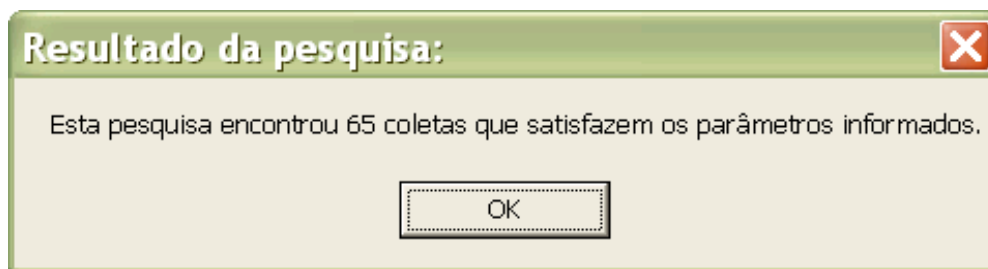 Resultado da pesquisa:
Esta pesquisa encontrou 65 coletas que satisfazem os parâmetros informados.
OK